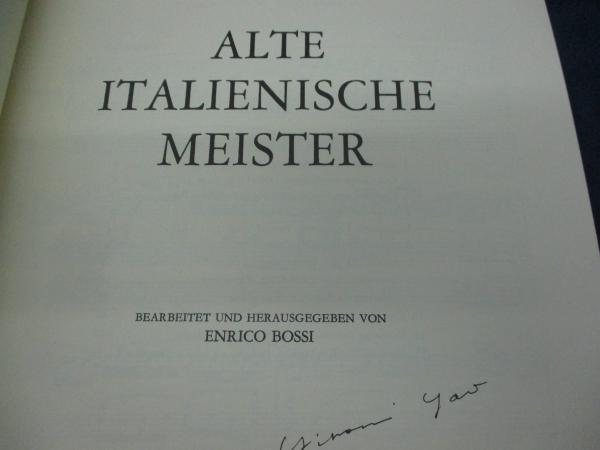 ALTE
ITALIENISCHE
MEISTER
BEARBEITET UND HERAUSGEGEBEN VON
ENRICO BOSSI